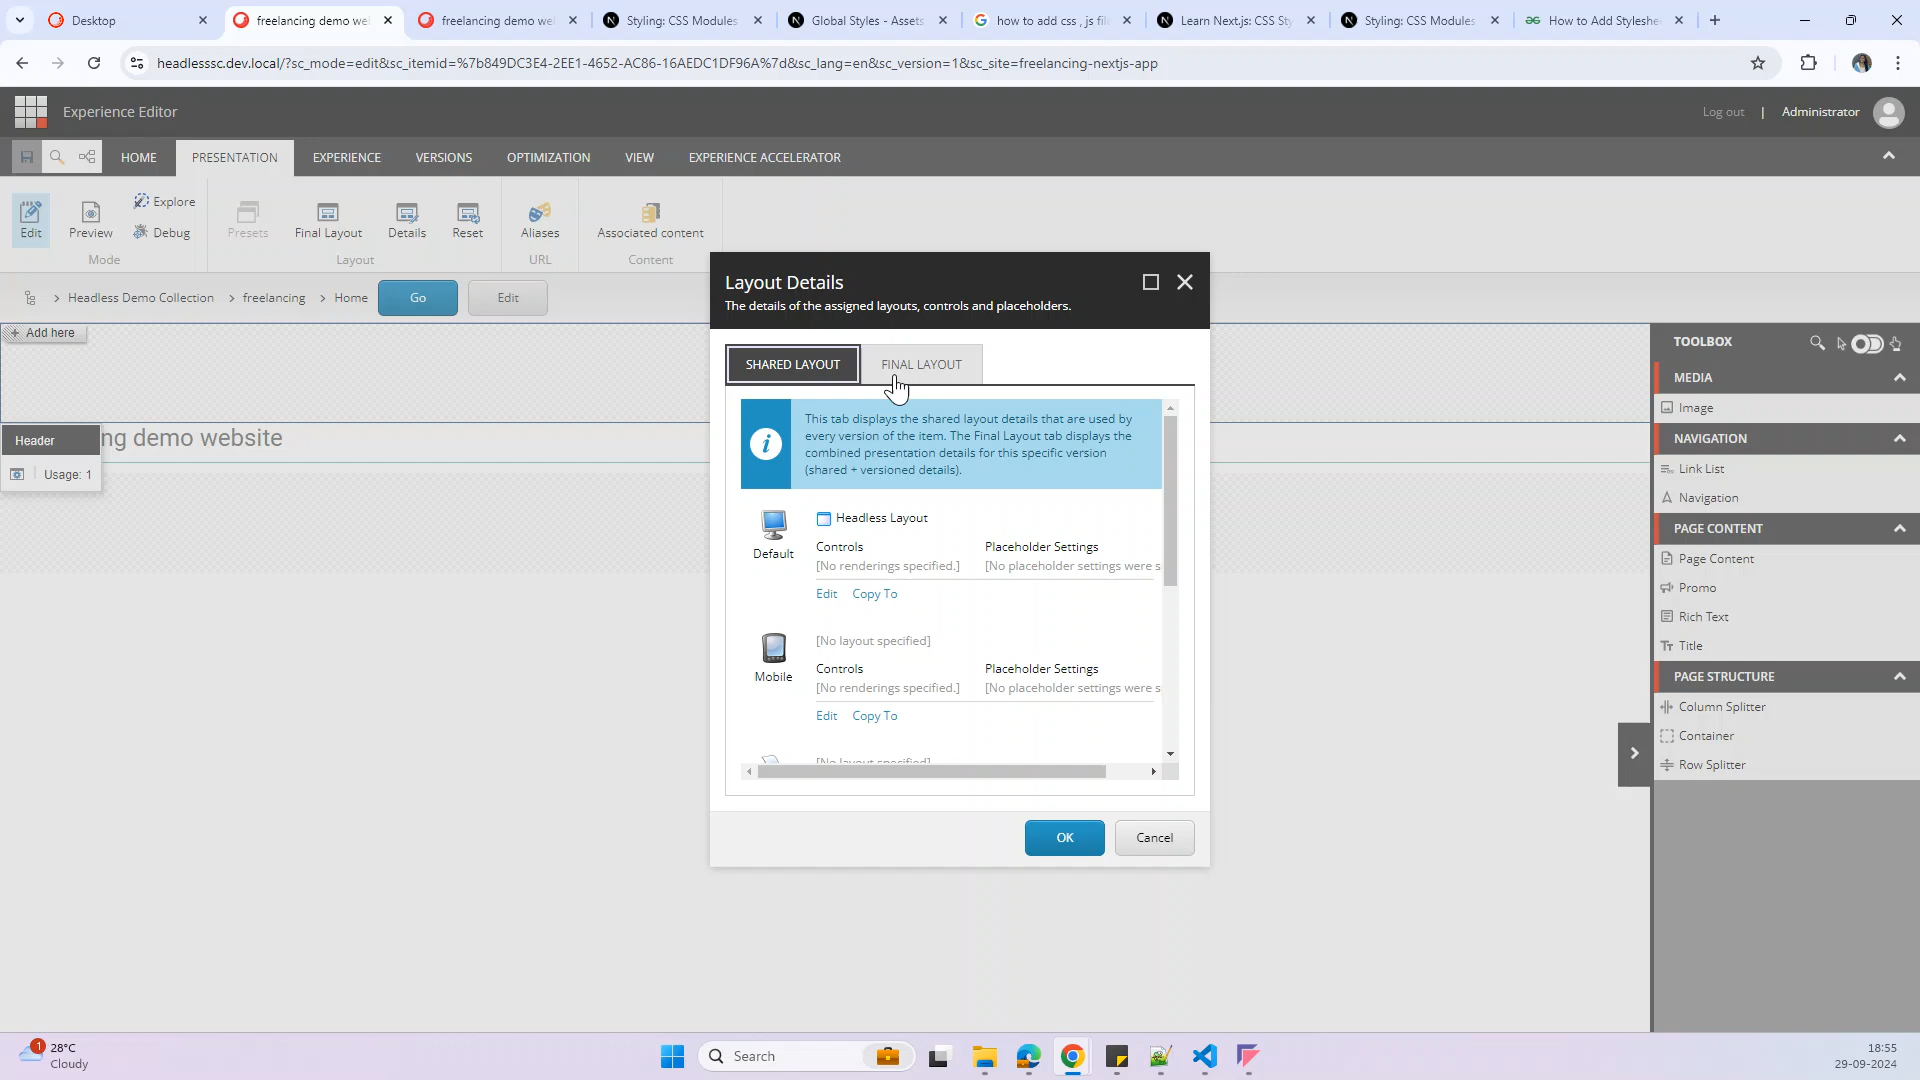 Desktop
freelancing demo we
freelancing demo we
Styling: CSS Modules
Global Styles - Assets
how to add css , js file
Learn Next.js: CSS Sty
Styling: CSS Modules
How to Add Styleshe
headlesssc.dev.local/?sc_mode=edit&sc_itemid=%7b849DC3E4-2EE1-4652-AC86-16AEDC1DF96A%7d&sc_lang=en&sc_version=1&sc_site=freelancing-nextjs-app
Experience Editor
Log out | Administrator
HOME PRESENTATION EXPERIENCE VERSIONS OPTIMIZATION VIEW EXPERIENCE ACCELERATOR
Edit
Preview
Explore
Debug
Mode
Presets
Final Layout
Details
Reset
Layout
Aliases
URL
Associated content
Content
Headless Demo Collection
freelancing
Home
Go
Edit
+ Add here
Header
ng demo website
Usage: 1
Layout Details
The details of the assigned layouts, controls and placeholders.
SHARED LAYOUT
FINAL LAYOUT
This tab displays the shared layout details that are used by
every version of the item. The Final Layout tab displays the
combined presentation details for this specific version
(shared + versioned details).
Default
Headless Layout
Controls Placeholder Settings
[No renderings specified.] [No placeholder settings were s
Edit Copy To
Mobile
[No layout specified]
Controls Placeholder Settings
[No renderings specified.] [No placeholder settings were s
Edit Copy To
[No layout specified]
OK
Cancel
TOOLBOX
MEDIA
Image
NAVIGATION
Link List
Navigation
PAGE CONTENT
Page Content
Promo
Rich Text
Title
PAGE STRUCTURE
Column Splitter
Container
Row Splitter
1
28°C
Cloudy
Search
18:55
29-09-2024